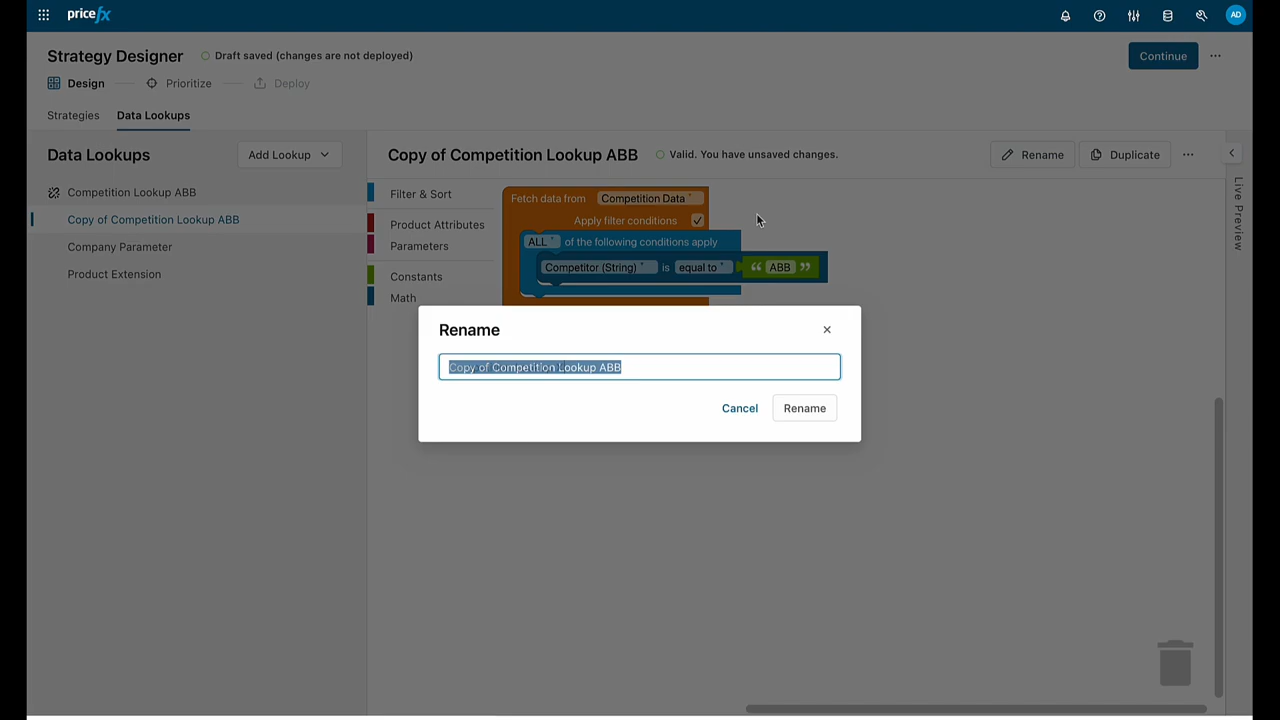 pricefx
AD
Strategy Designer
Draft saved (changes are not deployed)
Continue
Design
Prioritize
Deploy
Strategies
Data Lookups
Data Lookups
Add Lookup
Copy of Competition Lookup ABB
Valid. You have unsaved changes.
Rename
Duplicate
Live Preview
Competition Lookup ABB
Copy of Competition Lookup ABB
Company Parameter
Product Extension
Filter & Sort
Product Attributes
Parameters
Constants
Math
Fetch data from Competition Data
Apply filter conditions
ALL of the following conditions apply
Competitor (String) is equal to “ ABB ”
Rename
Copy of Competition Lookup ABB
Cancel
Rename